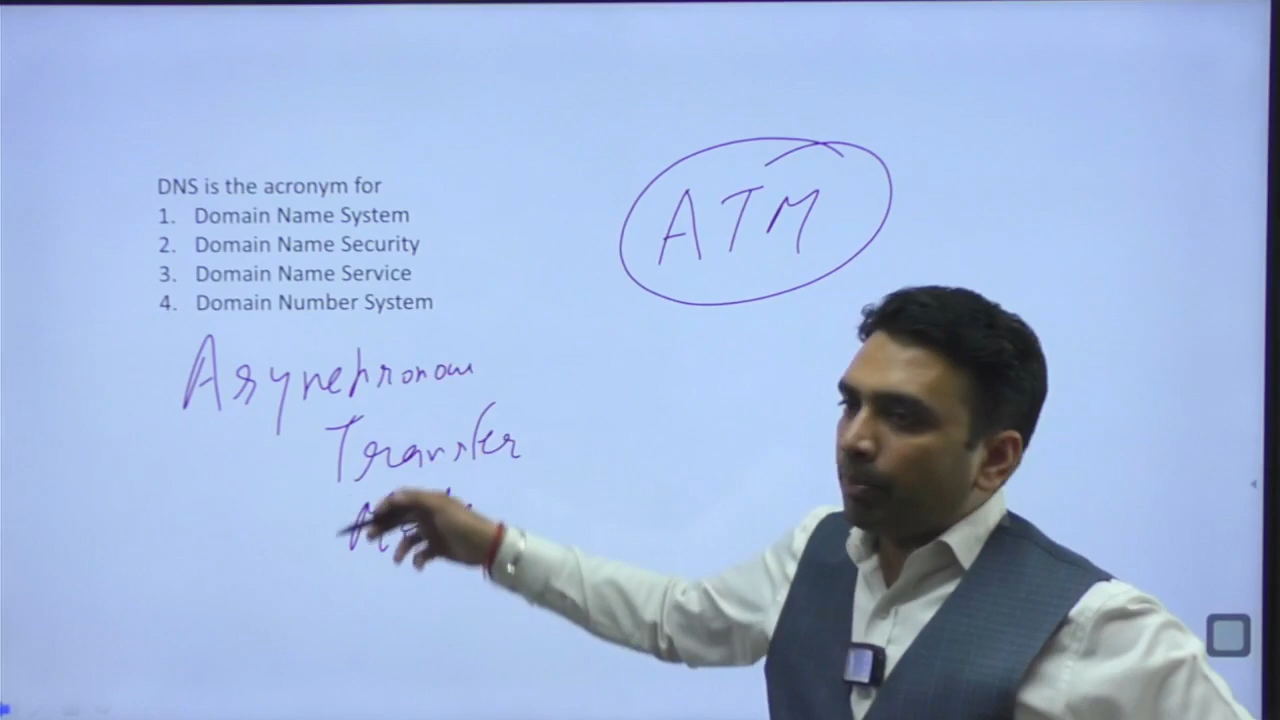 DNS is the acronym for
1. Domain Name System
2. Domain Name Security
3. Domain Name Service
4. Domain Number System
ATM
Asynchronous
Transfer